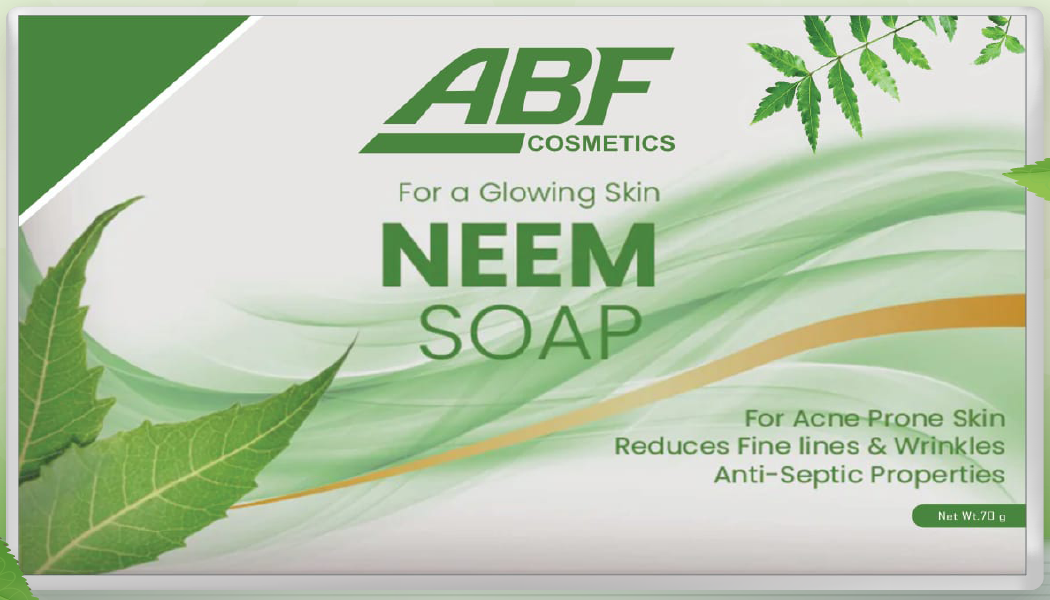 ABF
COSMETICS
For a Glowing Skin
NEEM
SOAP
For Acne Prone Skin
Reduces Fine lines & Wrinkles
Anti-Septic Properties
Net Wt.70 g